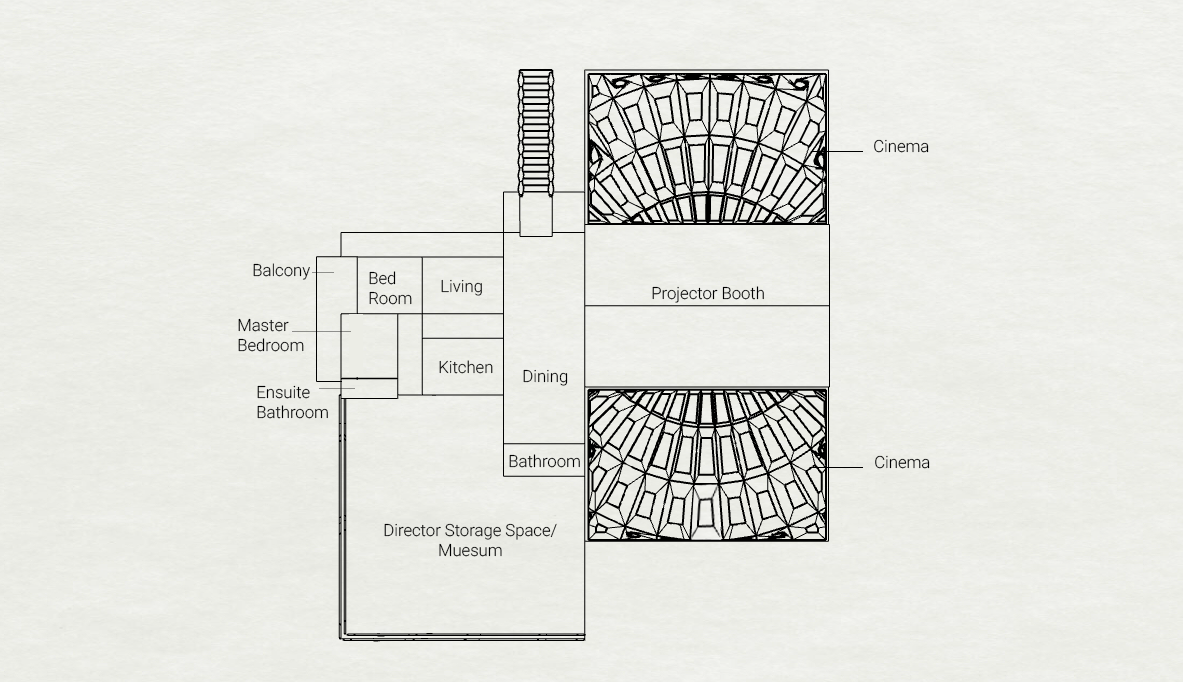 Cinema
Balcony
Bed
Room
Living
Projector Booth
Master
Bedroom
Kitchen
Dining
Ensuite
Bathroom
Bathroom
Cinema
Director Storage Space/
Muesum